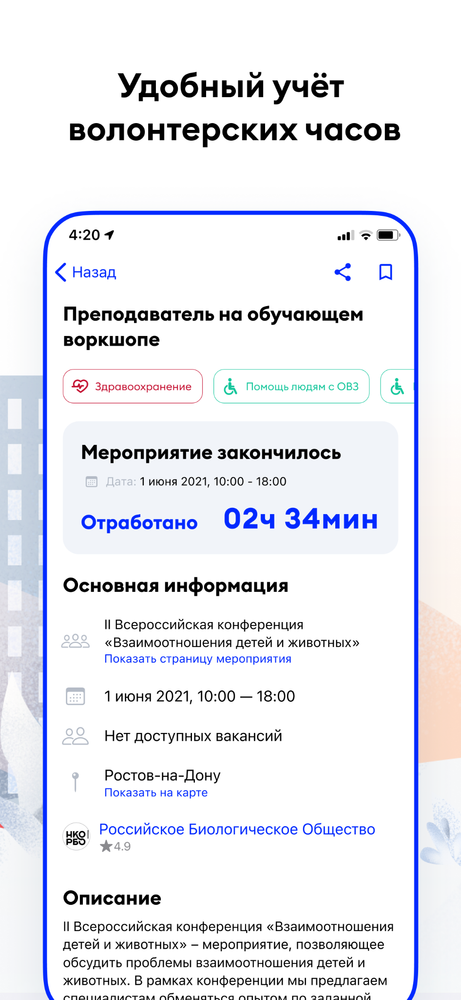 Удобный учёт
волонтерских часов
4:20
Назад
Преподаватель на обучающем
воркшопе
Здравоохранение
Помощь людям с ОВЗ
Мероприятие закончилось
Дата: 1 июня 2021, 10:00 - 18:00
Отработано 02ч 34мин
Основная информация
II Всероссийская конференция
«Взаимоотношения детей и животных»
Показать страницу мероприятия
1 июня 2021, 10:00 — 18:00
Нет доступных вакансий
Ростов-на-Дону
Показать на карте
НКО
РБО
Российское Биологическое Общество
4.9
Описание
II Всероссийская конференция «Взаимоотношения
детей и животных» – мероприятие, позволяющее
обсудить проблемы взаимоотношения детей и
животных. В рамках конференции мы предлагаем
специалистам обменяться опытом по заданной